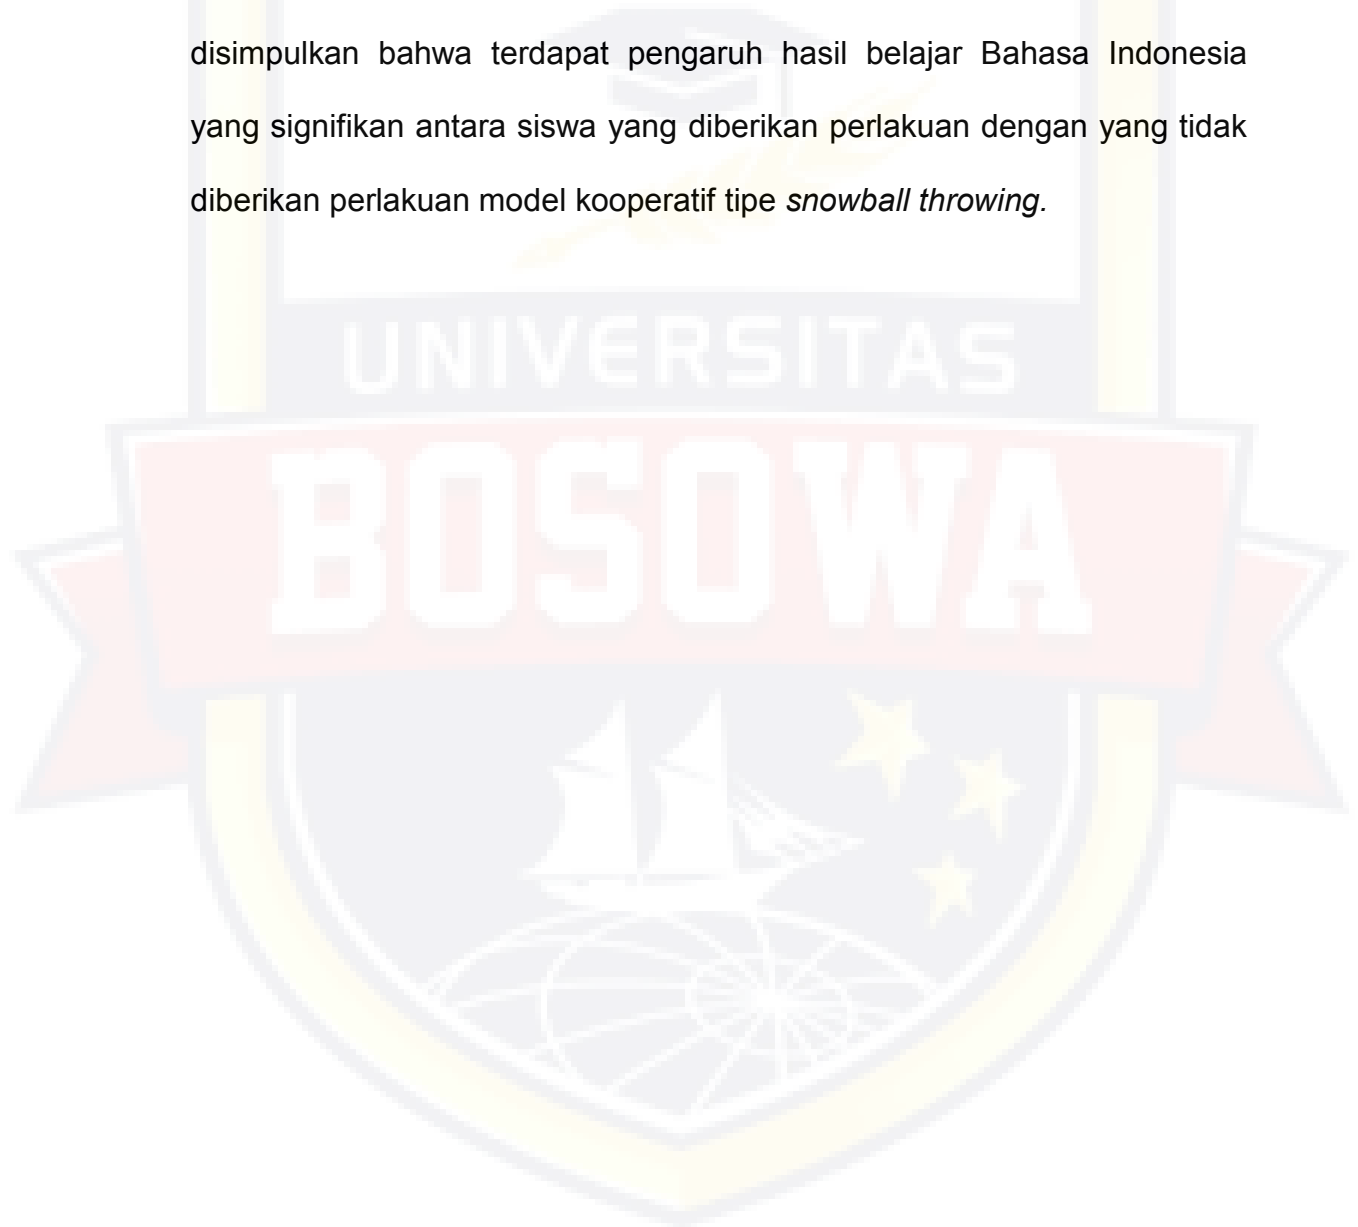 disimpulkan bahwa terdapat pengaruh hasil belajar Bahasa Indonesia
yang signifikan antara siswa yang diberikan perlakuan dengan yang tidak
diberikan perlakuan model kooperatif tipe snowball throwing.
UNIVERSITAS
BOSOWA